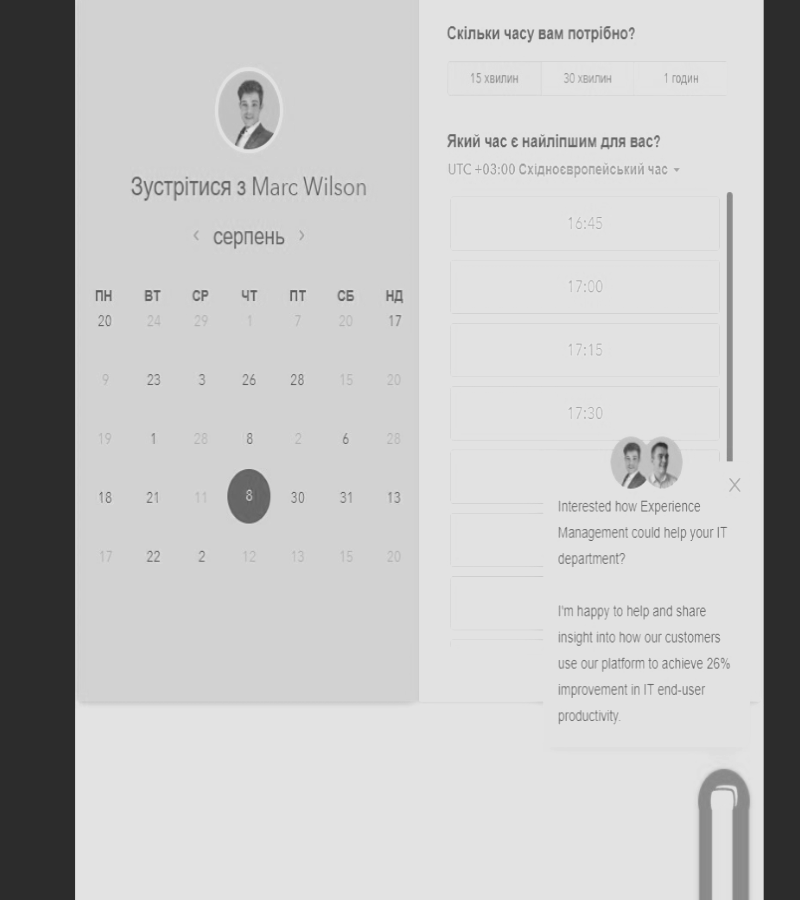 Зустрітися з Marc Wilson
‹ серпень ›
ПН ВТ СР ЧТ ПТ СБ НД
20 24 29 1 7 20 17
9 23 3 26 28 15 20
19 1 28 8 2 6 28
18 21 11 8 30 31 13
17 22 2 12 13 15 20
Скільки часу вам потрібно?
15 хвилин 30 хвилин 1 годин
Який час є найліпшим для вас?
UTC +03:00 Східноєвропейський час
16:45
17:00
17:15
17:30
X
Interested how Experience
Management could help your IT
department?
I'm happy to help and share
insight into how our customers
use our platform to achieve 26%
improvement in IT end-user
productivity.